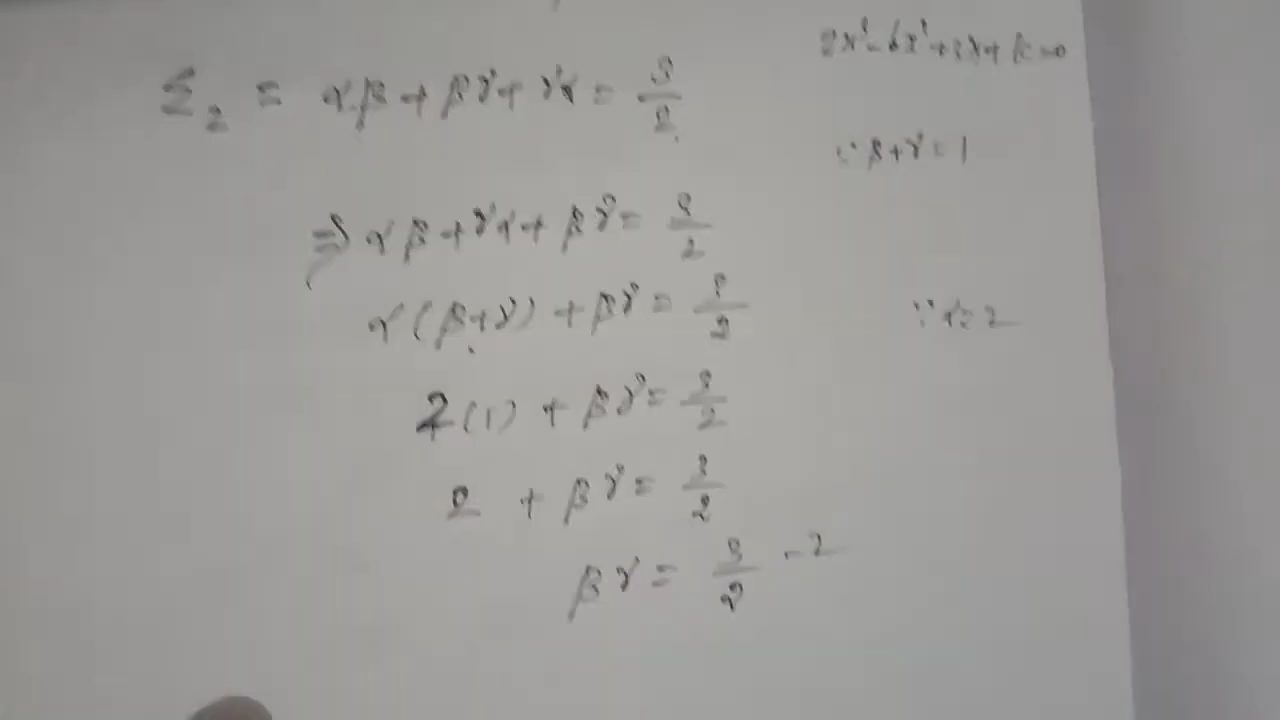 2x³ - 6x² + 3x + k = 0
Σ₂ = αβ + βγ + γα = 3/2
∵ β + γ = 1
⇒ αβ + γα + βγ = 3/2
α(β+γ) + βγ = 3/2
∵ α = 2
2(1) + βγ = 3/2
2 + βγ = 3/2
βγ = 3/2 - 2